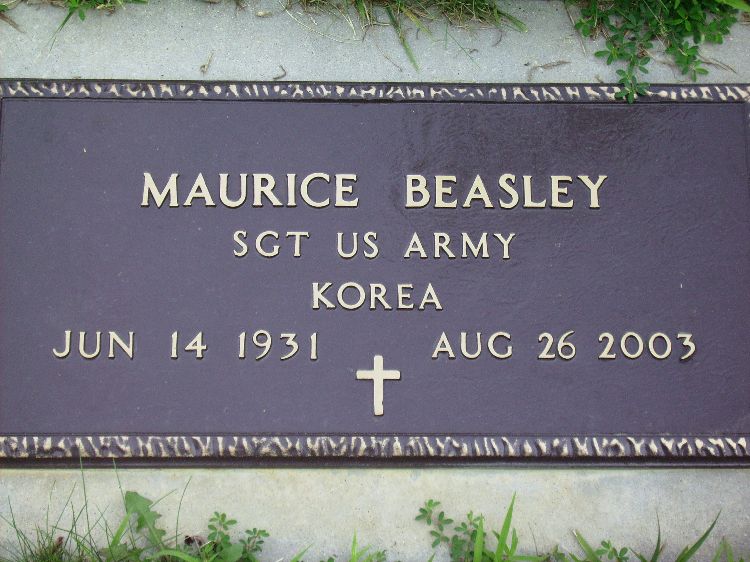 MAURICE BEASLEY
SGT US ARMY
KOREA
JUN 14 1931 AUG 26 2003